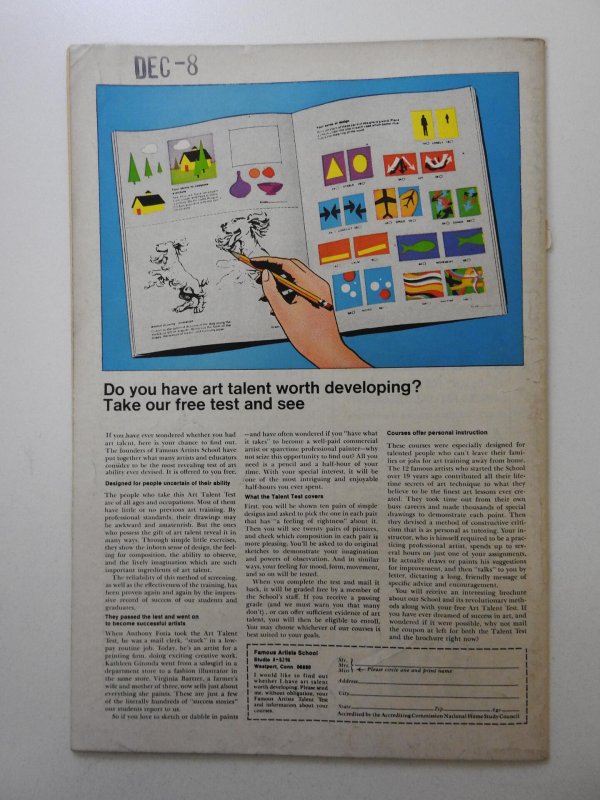 DEC-8
Do you have art talent worth developing?
Take our free test and see
If you have ever wondered whether you had
art talent, here is your chance to find out.
The founders of Famous Artists School have
put together what many artists and educators
consider to be the most revealing test of art
ability ever devised. It is offered to you free.
Designed for people uncertain of their ability
The people who take this Art Talent Test
are of all ages and occupations. Most of them
have little or no previous art training. By
professional standards, their drawings may
be awkward and amateurish. But the ones
who possess the gift of art talent reveal it in
many ways. Through simple little exercises,
they show the inborn sense of design, the feel-
ing for composition, the ability to observe,
and the lively imagination which are such
important ingredients of art talent.
The reliability of this method of screening,
as well as the effectiveness of the training, has
been proven again and again by the impres-
sive record of success of our students and
graduates.
They passed the test and went on
to become successful artists
When Anthony Fotia took the Art Talent
Test, he was a mail clerk, "stuck" in a low-
pay routine job. Today, he's an artist for a
printing firm, doing exciting creative work.
Kathleen Gironda went from a salesgirl in a
department store to a fashion illustrator in
the same store. Virginia Bartter, a farmer's
wife and mother of three, now sells just about
everything she paints. These are just a few
of the literally hundreds of "success stories"
our students report to us.
So if you love to sketch or dabble in paints
—and have often wondered if you "have what
it takes" to become a well-paid commercial
artist or sparetime professional painter—why
not seize this opportunity to find out? All you
need is a pencil and a half-hour of your
time. With your special interest, it will be
one of the most intriguing and enjoyable
half-hours you ever spent.
What the Talent Test covers
First, you will be shown ten pairs of simple
designs and asked to pick the one in each pair
that has "a feeling of rightness" about it.
Then you will see twenty pairs of pictures,
and check which composition in each pair is
more pleasing. You'll be asked to do original
sketches to demonstrate your imagination
and powers of observation. And in similar
ways, your feeling for mood, form, movement,
and so on will be tested.
When you complete the test and mail it
back, it will be graded free by a member of
the School's staff. If you receive a passing
grade (and we must warn you that many
don't), or can offer sufficient evidence of art
talent, you will then be eligible to enroll.
You may choose whichever of our courses is
best suited to your goals.
Courses offer personal instruction
These courses were especially designed for
talented people who can't leave their fami-
lies or jobs for art training away from home.
The 12 famous artists who started the School
over 19 years ago contributed all their life-
time secrets of art technique to what they
believe to be the finest art lessons ever cre-
ated. They took time out from their own
busy careers and made thousands of special
drawings to demonstrate each point. Then
they devised a method of constructive criti-
cism that is as personal as tutoring. Your in-
structor, who is himself required to be a prac-
ticing professional artist, spends up to sev-
eral hours on just one of your assignments.
He actually draws or paints his suggestions
for improvement, and then "talks" to you by
letter, dictating a long, friendly message of
specific advice and encouragement.
You will receive an interesting brochure
about our School and its revolutionary meth-
ods along with your free Art Talent Test. If
you have ever dreamed of success in art, and
wondered if it were possible, why not mail
the coupon at left for both the Talent Test
and the brochure right now?
Famous Artists School
Westport, Conn 06880
I would like to find out
whether I have art talent
worth developing. Please send
me, without obligation, your
Famous Artists Talent Test
and information about your
courses.
Mr.
Mrs.
Miss Please circle one and print name
Address
City
State Zip Age
Accredited by the Accrediting Commission National Home Study Council